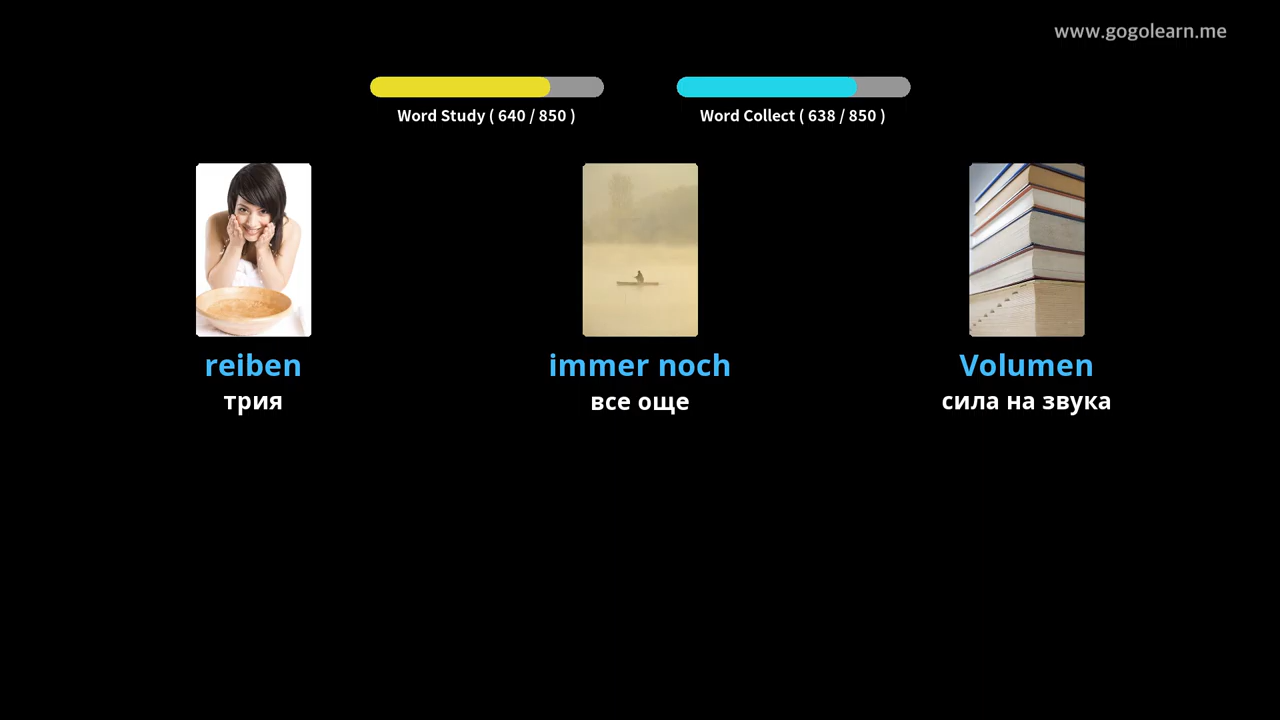 www.gogolearn.me
Word Study ( 640 / 850 )
Word Collect ( 638 / 850 )
reiben
immer noch
Volumen
трия
все още
сила на звука